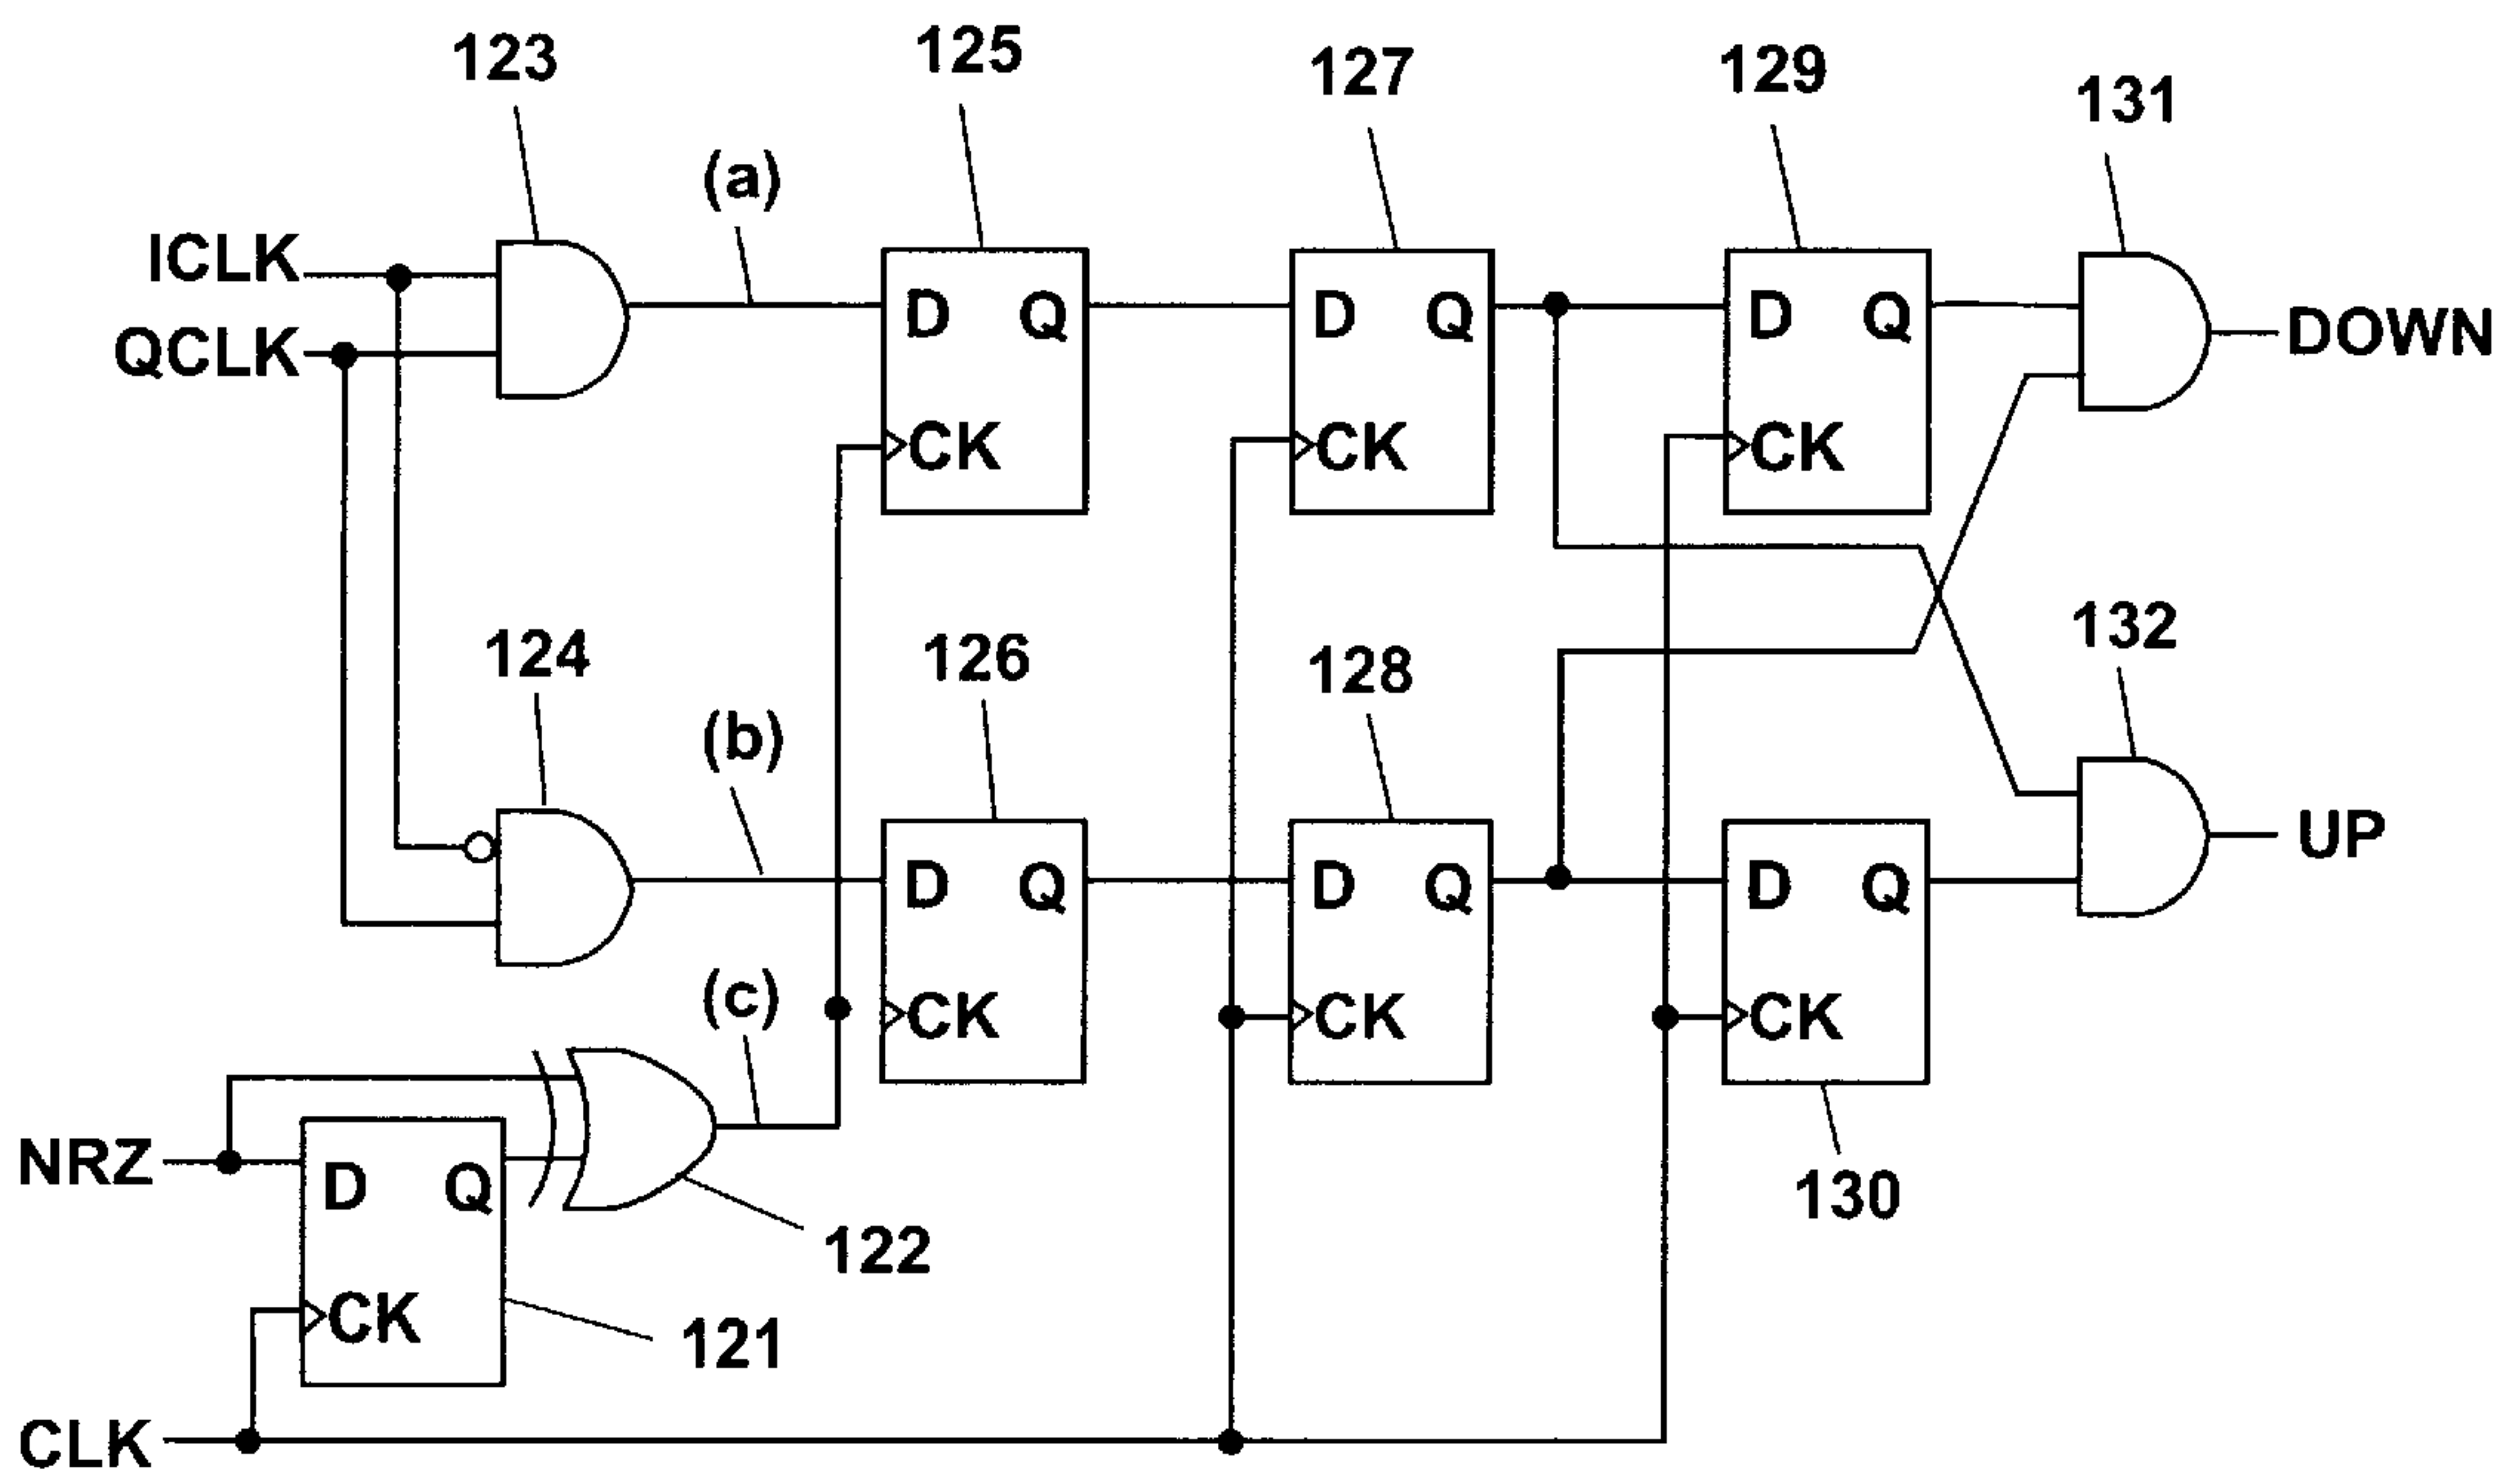 123
125
127
129
131
(a)
ICLK
QCLK
D Q
CK
D Q
CK
D Q
CK
DOWN
124
126
128
132
(b)
UP
D Q
CK
D Q
CK
D Q
CK
(c)
130
NRZ
D Q
CK
122
121
CLK